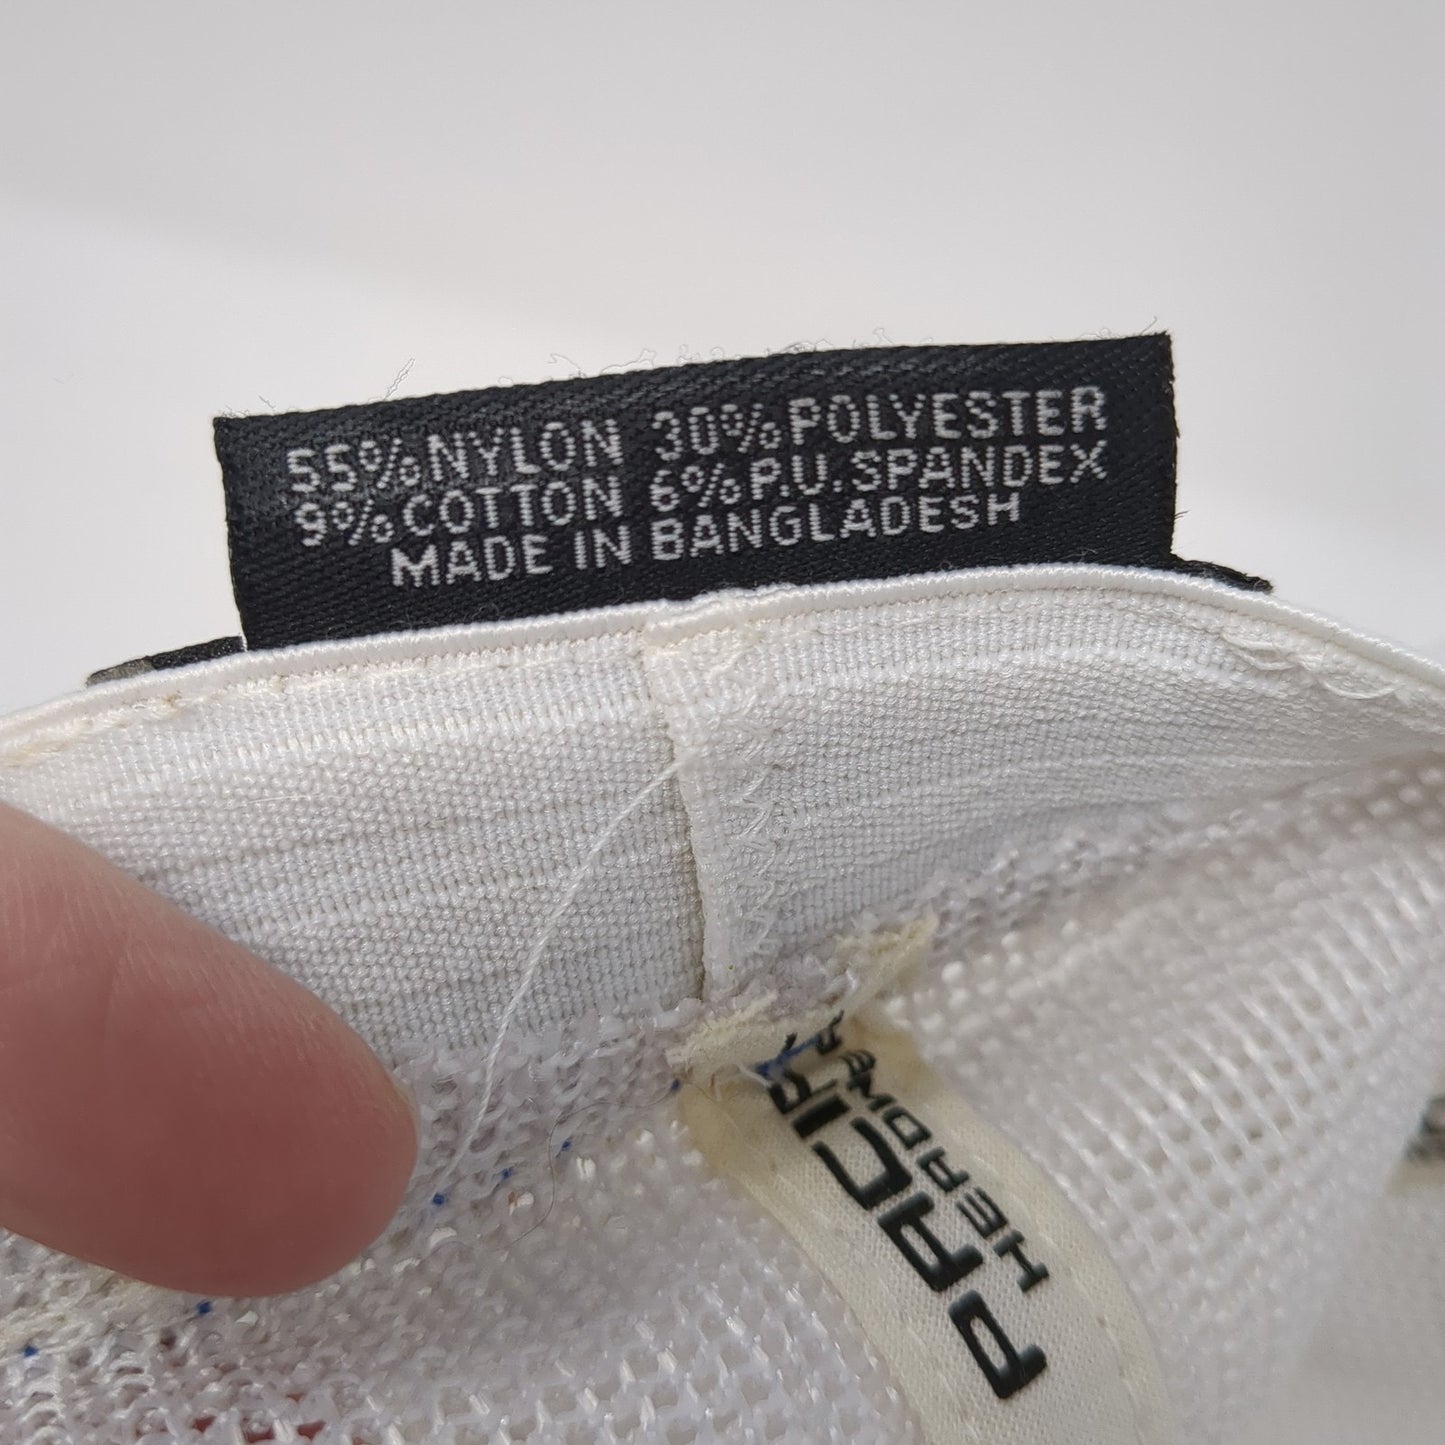 55% NYLON 30% POLYESTER
9% COTTON 6% P.U. SPANDEX
MADE IN BANGLADESH